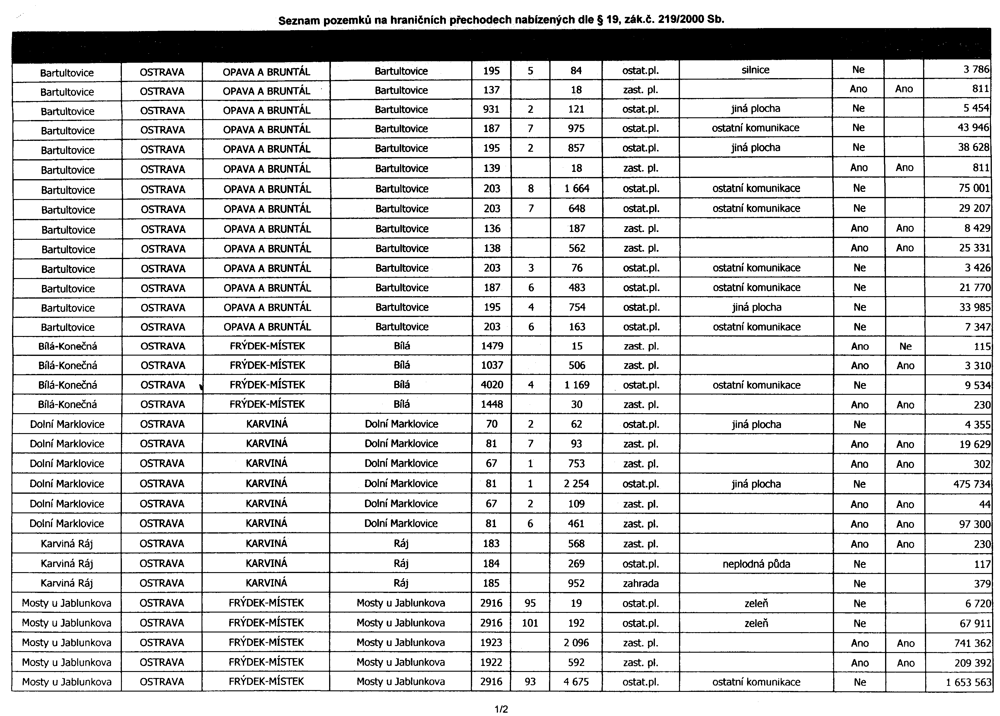 Seznam pozemků na hraničních přechodech nabízených dle § 19, zák.č. 219/2000 Sb.
Bartultovice OSTRAVA OPAVA A BRUNTÁL Bartultovice 195 5 84 ostat.pl. silnice Ne 3 786
Bartultovice OSTRAVA OPAVA A BRUNTÁL Bartultovice 137 18 zast. pl. Ano Ano 811
Bartultovice OSTRAVA OPAVA A BRUNTÁL Bartultovice 931 2 121 ostat.pl. jiná plocha Ne 5 454
Bartultovice OSTRAVA OPAVA A BRUNTÁL Bartultovice 187 7 975 ostat.pl. ostatní komunikace Ne 43 946
Bartultovice OSTRAVA OPAVA A BRUNTÁL Bartultovice 195 2 857 ostat.pl. jiná plocha Ne 38 628
Bartultovice OSTRAVA OPAVA A BRUNTÁL Bartultovice 139 18 zast. pl. Ano Ano 811
Bartultovice OSTRAVA OPAVA A BRUNTÁL Bartultovice 203 8 1 664 ostat.pl. ostatní komunikace Ne 75 001
Bartultovice OSTRAVA OPAVA A BRUNTÁL Bartultovice 203 7 648 ostat.pl. ostatní komunikace Ne 29 207
Bartultovice OSTRAVA OPAVA A BRUNTÁL Bartultovice 136 187 zast. pl. Ano Ano 8 429
Bartultovice OSTRAVA OPAVA A BRUNTÁL Bartultovice 138 562 zast. pl. Ano Ano 25 331
Bartultovice OSTRAVA OPAVA A BRUNTÁL Bartultovice 203 3 76 ostat.pl. ostatní komunikace Ne 3 426
Bartultovice OSTRAVA OPAVA A BRUNTÁL Bartultovice 187 6 483 ostat.pl. ostatní komunikace Ne 21 770
Bartultovice OSTRAVA OPAVA A BRUNTÁL Bartultovice 195 4 754 ostat.pl. jiná plocha Ne 33 985
Bartultovice OSTRAVA OPAVA A BRUNTÁL Bartultovice 203 6 163 ostat.pl. ostatní komunikace Ne 7 347
Bílá-Konečná OSTRAVA FRÝDEK-MÍSTEK Bílá 1479 15 zast. pl. Ano Ne 115
Bílá-Konečná OSTRAVA FRÝDEK-MÍSTEK Bílá 1037 506 zast. pl. Ano Ano 3 310
Bílá-Konečná OSTRAVA FRÝDEK-MÍSTEK Bílá 4020 4 1 169 ostat.pl. ostatní komunikace Ne 9 534
Bílá-Konečná OSTRAVA FRÝDEK-MÍSTEK Bílá 1448 30 zast. pl. Ano Ano 230
Dolní Marklovice OSTRAVA KARVINÁ Dolní Marklovice 70 2 62 ostat.pl. jiná plocha Ne 4 355
Dolní Marklovice OSTRAVA KARVINÁ Dolní Marklovice 81 7 93 zast. pl. Ano Ano 19 629
Dolní Marklovice OSTRAVA KARVINÁ Dolní Marklovice 67 1 753 zast. pl. Ano Ano 302
Dolní Marklovice OSTRAVA KARVINÁ Dolní Marklovice 81 1 2 254 ostat.pl. jiná plocha Ne 475 734
Dolní Marklovice OSTRAVA KARVINÁ Dolní Marklovice 67 2 109 zast. pl. Ano Ano 44
Dolní Marklovice OSTRAVA KARVINÁ Dolní Marklovice 81 6 461 zast. pl. Ano Ano 97 300
Karviná Ráj OSTRAVA KARVINÁ Ráj 183 568 zast. pl. Ano Ano 230
Karviná Ráj OSTRAVA KARVINÁ Ráj 184 269 ostat.pl. neplodná půda Ne 117
Karviná Ráj OSTRAVA KARVINÁ Ráj 185 952 zahrada Ne 379
Mosty u Jablunkova OSTRAVA FRÝDEK-MÍSTEK Mosty u Jablunkova 2916 95 19 ostat.pl. zeleň Ne 6 720
Mosty u Jablunkova OSTRAVA FRÝDEK-MÍSTEK Mosty u Jablunkova 2916 101 192 ostat.pl. zeleň Ne 67 911
Mosty u Jablunkova OSTRAVA FRÝDEK-MÍSTEK Mosty u Jablunkova 1923 2 096 zast. pl. Ano Ano 741 362
Mosty u Jablunkova OSTRAVA FRÝDEK-MÍSTEK Mosty u Jablunkova 1922 592 zast. pl. Ano Ano 209 392
Mosty u Jablunkova OSTRAVA FRÝDEK-MÍSTEK Mosty u Jablunkova 2916 93 4 675 ostat.pl. ostatní komunikace Ne 1 653 563
1/2